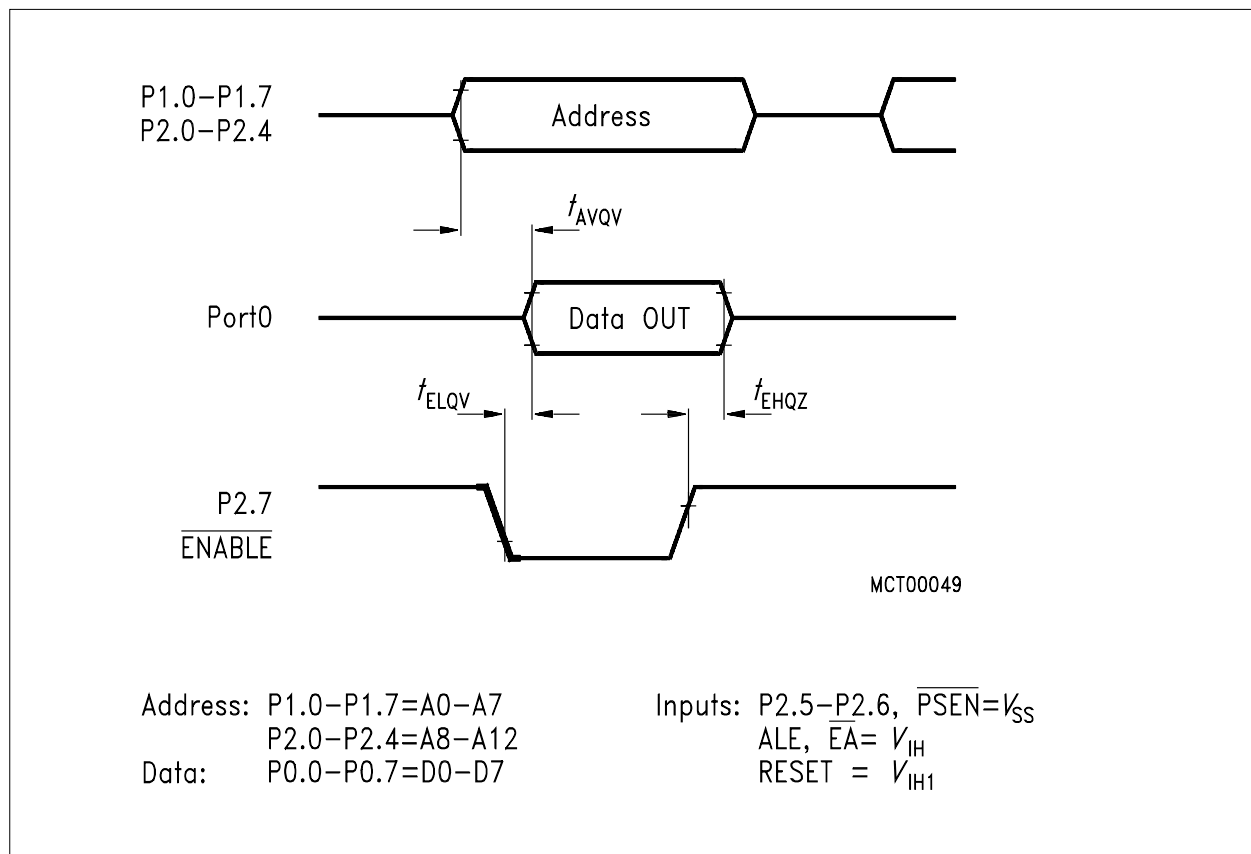 P1.0–P1.7
P2.0–P2.4
Address
tAVQV
Port0
Data OUT
tELQV
tEHQZ
P2.7
ENABLE
MCT00049
Address: P1.0–P1.7=A0–A7
P2.0–P2.4=A8–A12
Data: P0.0–P0.7=D0–D7
Inputs: P2.5–P2.6, PSEN=VSS
ALE, EA= VIH
RESET = VIH1